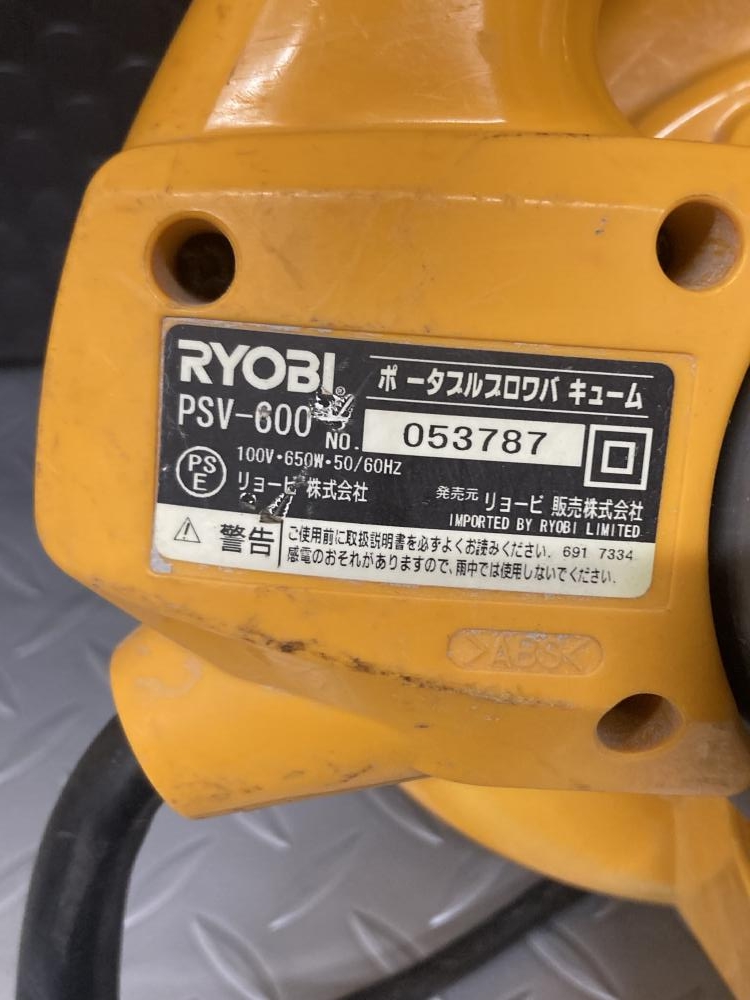 RYOBI®
ポータブルブロワバキューム
PSV-600
NO. 053787
PSE
100V・650W・50/60HZ
リョービ 株式会社
発売元 リョービ 販売株式会社
IMPORTED BY RYOBI LIMITED
警告
ご使用前に取扱説明書を必ずよくお読みください. 691 7334
感電のおそれがありますので、雨中では使用しないでください.
>ABS<